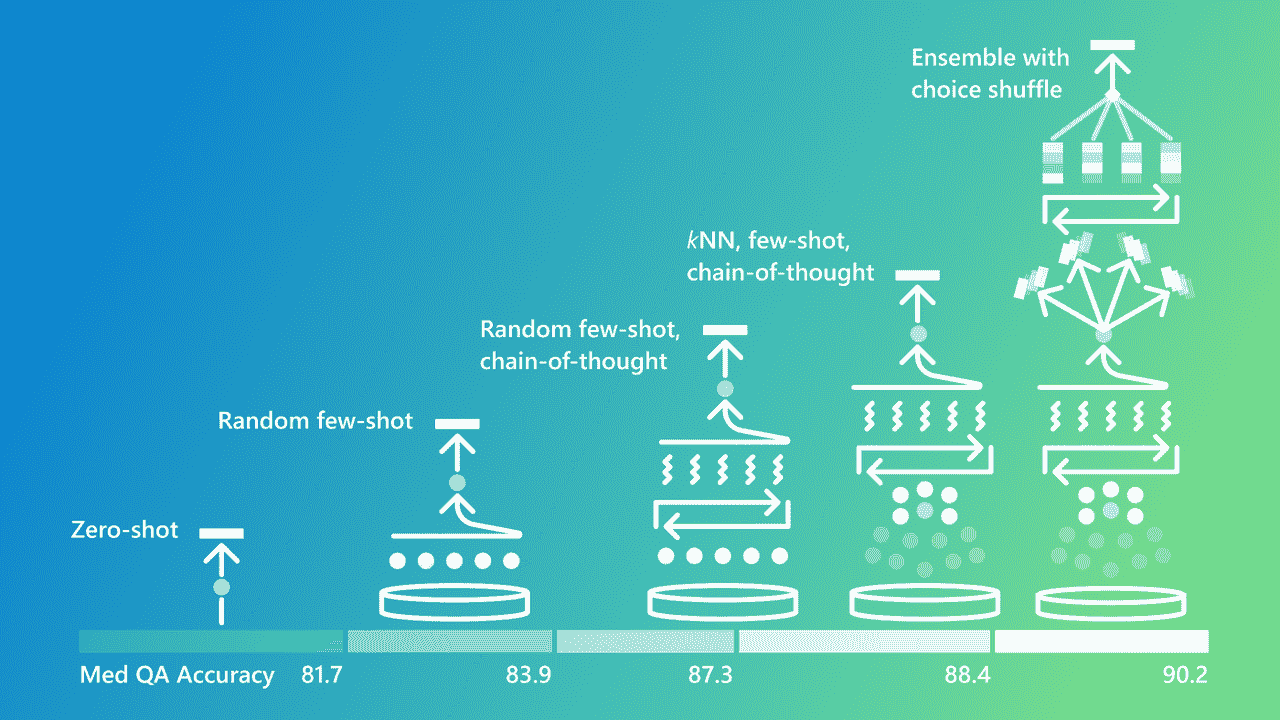 Ensemble with
choice shuffle
kNN, few-shot,
chain-of-thought
Random few-shot,
chain-of-thought
Random few-shot
Zero-shot
Med QA Accuracy 81.7 83.9 87.3 88.4 90.2